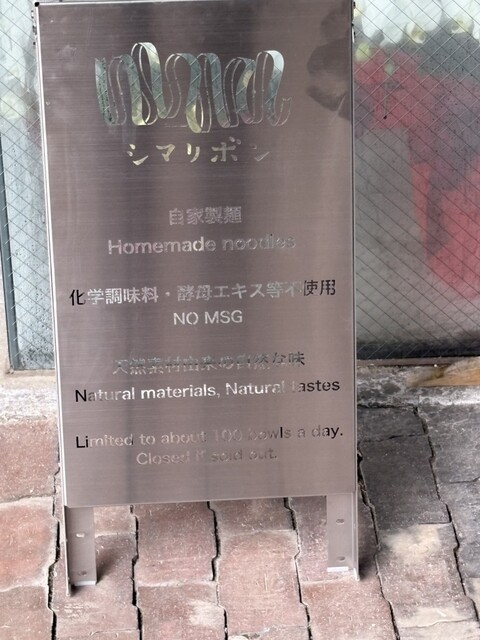 シマリボン
自家製麺
Homemade noodles
化学調味料・酵母エキス等不使用
NO MSG
天然素材由来の自然な味
Natural materials, Natural tastes
Limited to about 100 bowls a day.
Closed if sold out.